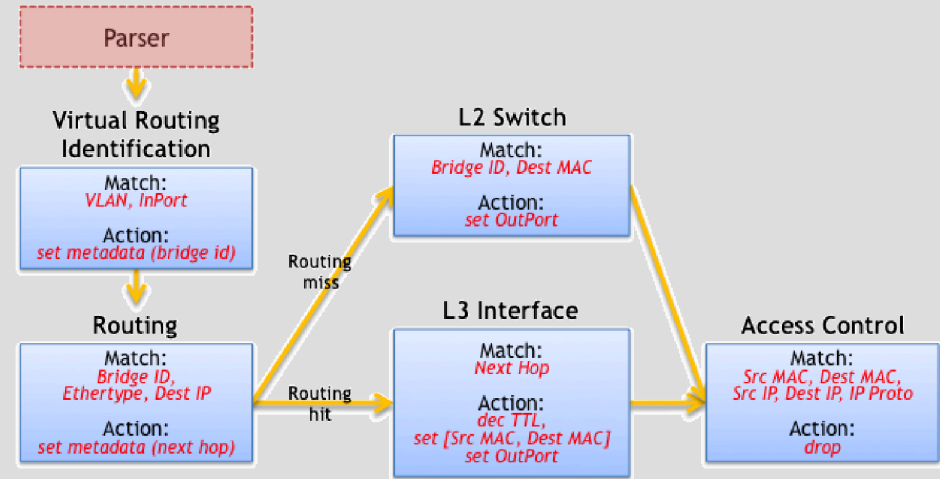 Parser
Virtual Routing
Identification
Match:
VLAN, InPort
Action:
set metadata (bridge id)
Routing
Match:
Bridge ID,
Ethertype, Dest IP
Action:
set metadata (next hop)
Routing
miss
Routing
hit
L2 Switch
Match:
Bridge ID, Dest MAC
Action:
set OutPort
L3 Interface
Match:
Next Hop
Action:
dec TTL,
set [Src MAC, Dest MAC]
set OutPort
Access Control
Match:
Src MAC, Dest MAC,
Src IP, Dest IP, IP Proto
Action:
drop